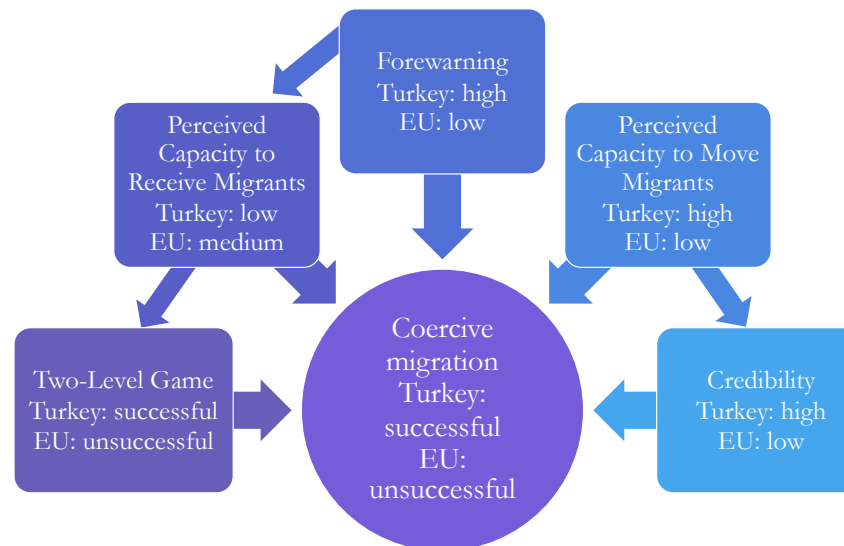 Forewarning
Turkey: high
EU: low
Perceived
Capacity to
Receive Migrants
Turkey: low
EU: medium
Perceived
Capacity to Move
Migrants
Turkey: high
EU: low
Two-Level Game
Turkey: successful
EU: unsuccessful
Coercive
migration
Turkey:
successful
EU:
unsuccessful
Credibility
Turkey: high
EU: low